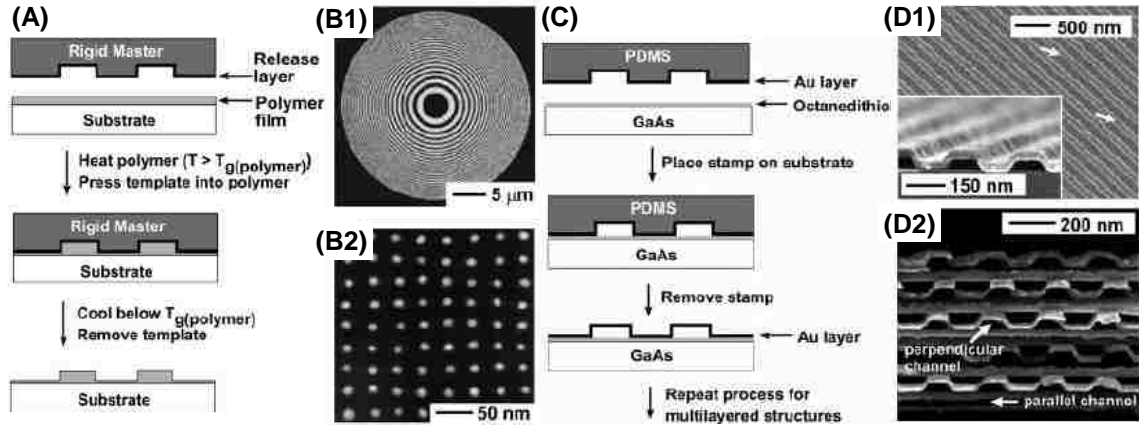 (A)
Rigid Master
Release
layer
Polymer
film
Substrate
Heat polymer (T > Tg(polymer))
Press template into polymer
Rigid Master
Substrate
Cool below Tg(polymer)
Remove template
Substrate
(B1)
5 μm
(B2)
50 nm
(C)
PDMS
Au layer
Octanedithio
GaAs
Place stamp on substrate
PDMS
GaAs
Remove stamp
Au layer
GaAs
Repeat process for
multilayered structures
(D1)
500 nm
150 nm
(D2)
200 nm
perpendicular
channel
parallel channel